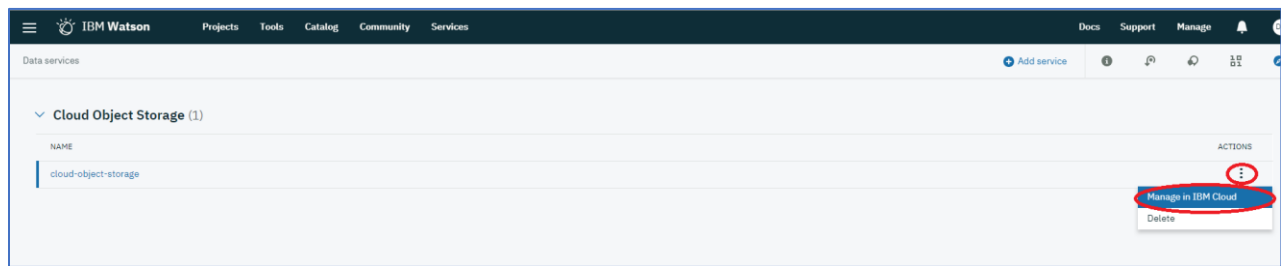 IBM Watson Projects Tools Catalog Community Services Docs Support Manage
Data services Add service
Cloud Object Storage (1)
NAME ACTIONS
cloud-object-storage
Manage in IBM Cloud
Delete